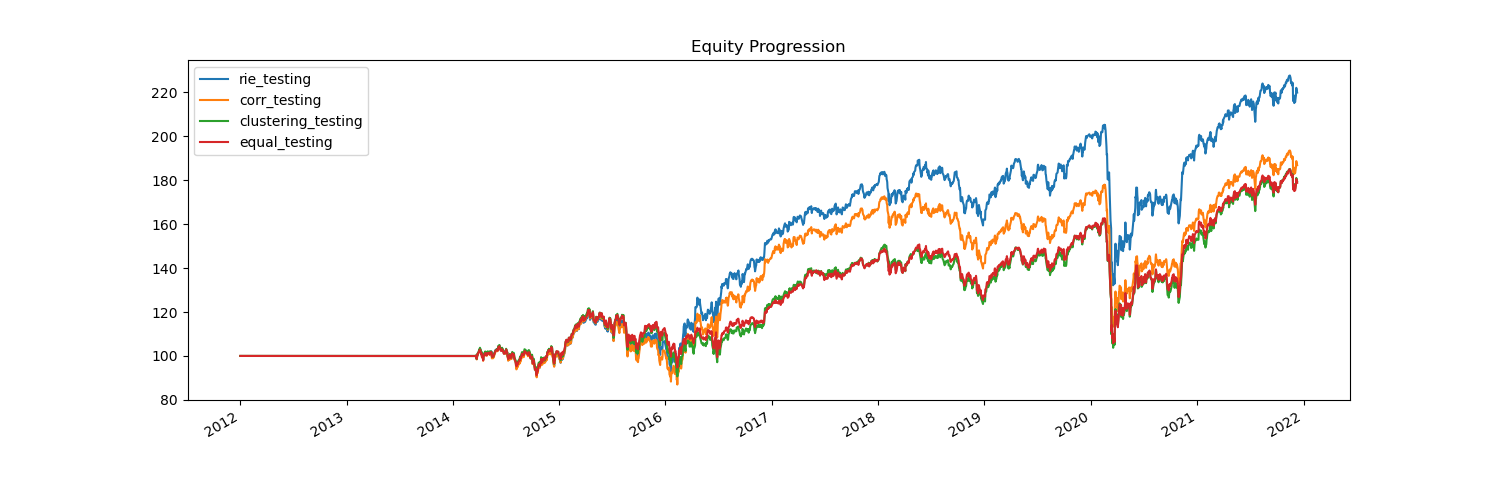 Equity Progression
rie_testing
corr_testing
clustering_testing
equal_testing
220
200
180
160
140
120
100
80
2012 2013 2014 2015 2016 2017 2018 2019 2020 2021 2022